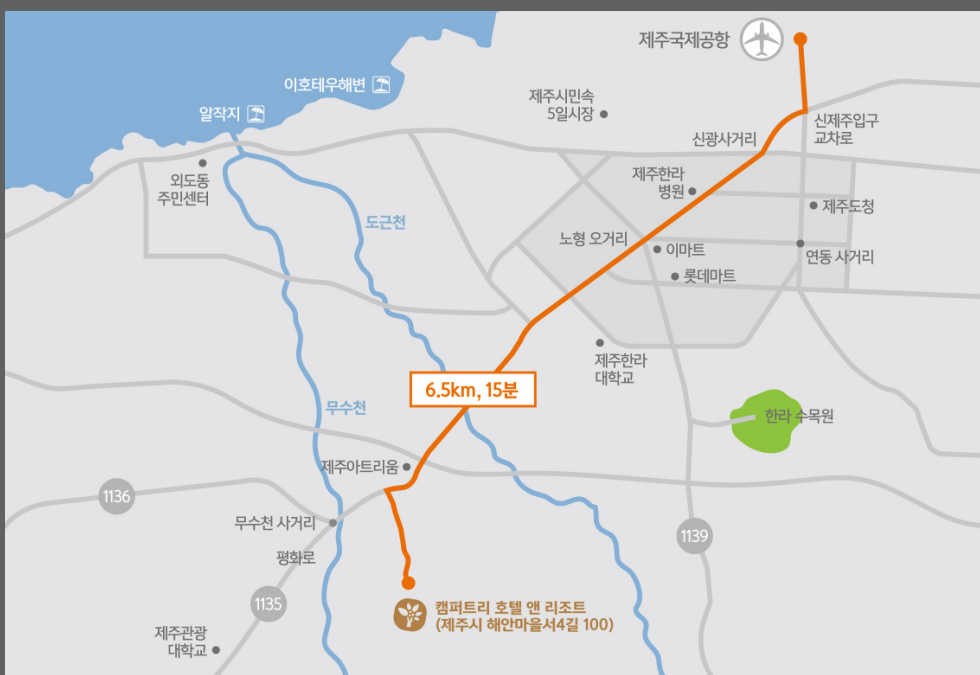 제주국제공항
이호테우해변
제주시민속
5일시장
알작지
신제주입구
교차로
신광사거리
외도동
주민센터
제주한라
병원
제주도청
도근천
노형 오거리
이마트
연동 사거리
롯데마트
제주한라
대학교
6.5km, 15분
무수천
한라 수목원
제주아트리움
1136
무수천 사거리
1139
평화로
1135
캠퍼트리 호텔 앤 리조트
(제주시 해안마을서4길 100)
제주관광
대학교